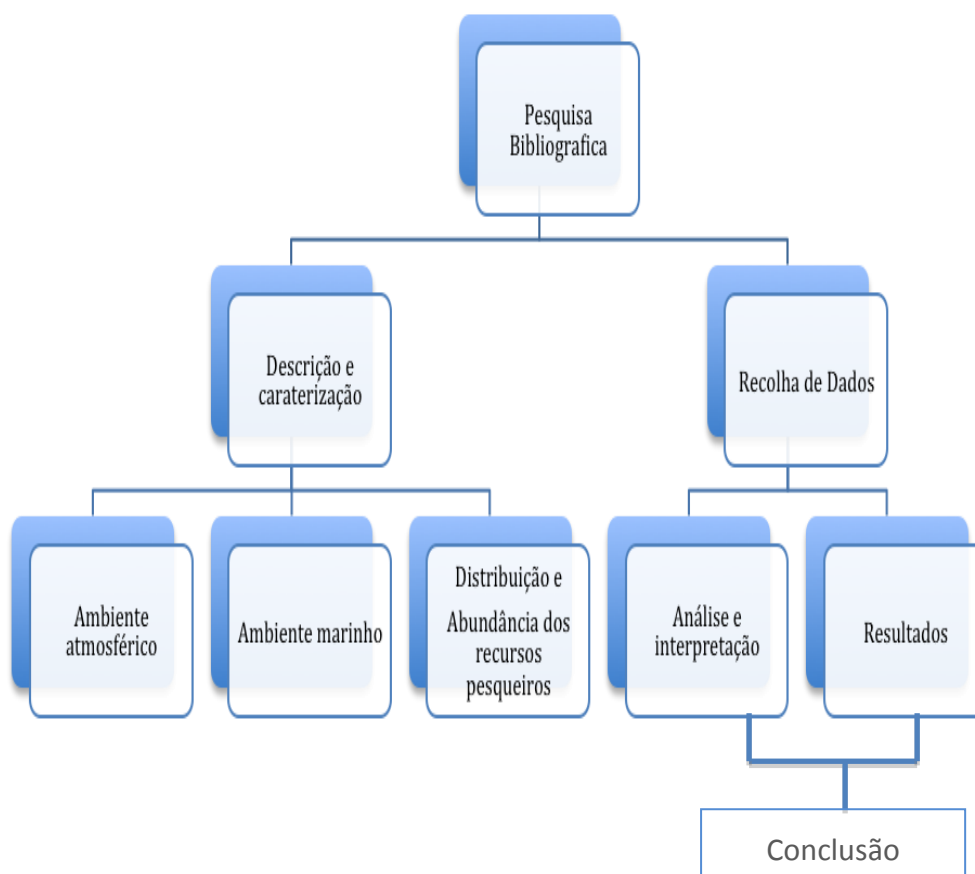 Pesquisa
Bibliografica
Descrição e
caraterização
Recolha de Dados
Ambiente
atmosférico
Ambiente marinho
Distribuição e
Abundância dos
recursos
pesqueiros
Análise e
interpretação
Resultados
Conclusão